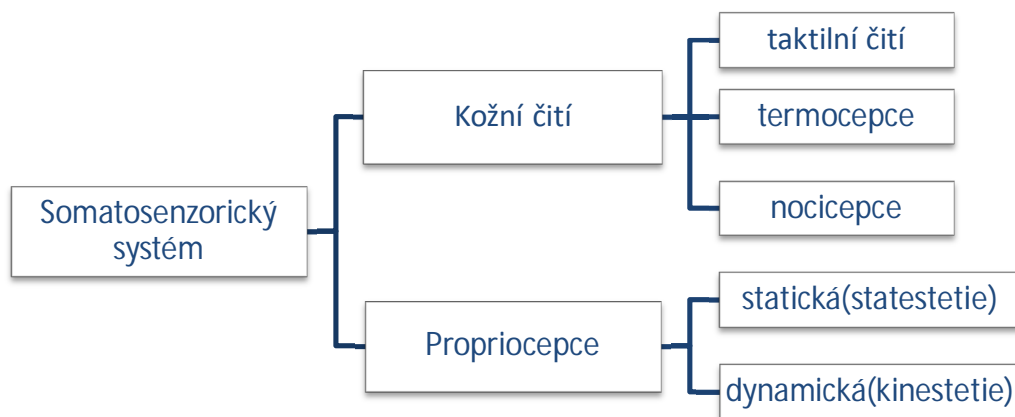 Somatosenzorický
systém
Kožní čití
taktilní čití
termocepce
nocicepce
Propriocepce
statická(statestetie)
dynamická(kinestetie)